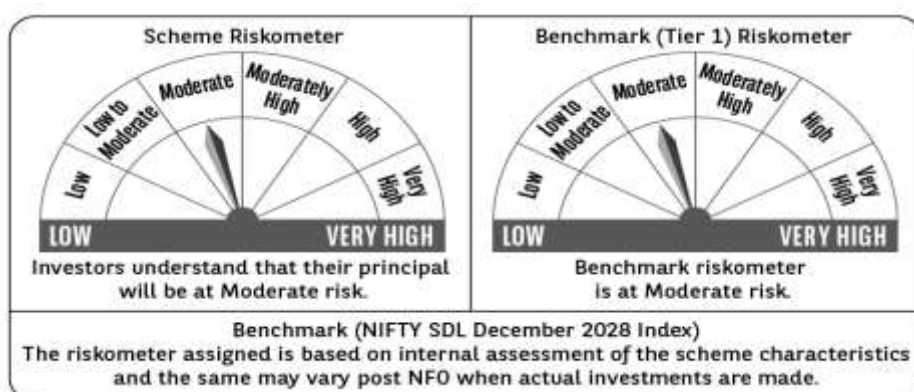 Scheme Riskometer
Low
Low to
Moderate
Moderate
Moderately
High
High
Very
High
LOW
VERY HIGH
Investors understand that their principal
will be at Moderate risk.
Benchmark (Tier 1) Riskometer
Low
Low to
Moderate
Moderate
Moderately
High
High
Very
High
LOW
VERY HIGH
Benchmark riskometer
is at Moderate risk.
Benchmark (NIFTY SDL December 2028 Index)
The riskometer assigned is based on internal assessment of the scheme characteristics
and the same may vary post NFO when actual investments are made.